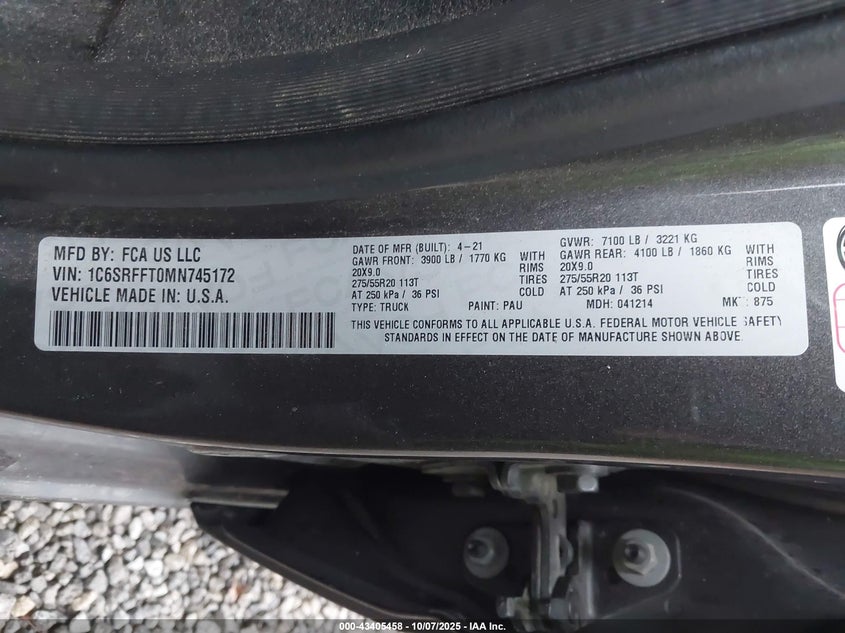 MFD BY: FCA US LLC
VIN: 1C6SRFFT0MN745172
VEHICLE MADE IN: U.S.A.
DATE OF MFR (BUILT): 4-21
GAWR FRONT: 3900 LB / 1770 KG WITH
20X9.0 RIMS
275/55R20 113T TIRES
AT 250 kPa / 36 PSI COLD
TYPE: TRUCK PAINT: PAU
GVWR: 7100 LB / 3221 KG
GAWR REAR: 4100 LB / 1860 KG WITH
20X9.0 RIMS
275/55R20 113T TIRES
AT 250 kPa / 36 PSI COLD
MDH: 041214 875
THIS VEHICLE CONFORMS TO ALL APPLICABLE U.S.A. FEDERAL MOTOR VEHICLE SAFETY
STANDARDS IN EFFECT ON THE DATE OF MANUFACTURE SHOWN ABOVE.
000-43405458 - 10/07/2025 - IAA Inc.